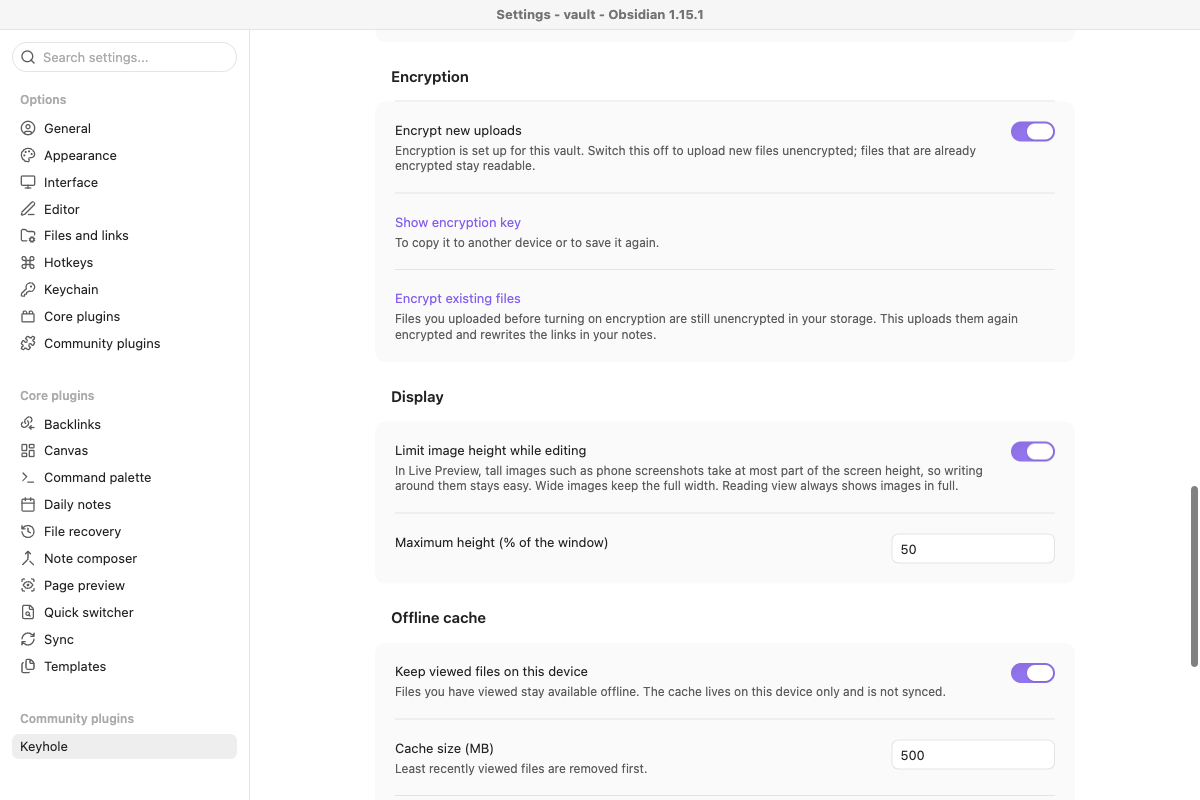 Settings - vault - Obsidian 1.15.1
Search settings...
Options
General
Appearance
Interface
Editor
Files and links
Hotkeys
Keychain
Core plugins
Community plugins
Core plugins
Backlinks
Canvas
Command palette
Daily notes
File recovery
Note composer
Page preview
Quick switcher
Sync
Templates
Community plugins
Keyhole
Encryption
Encrypt new uploads
Encryption is set up for this vault. Switch this off to upload new files unencrypted; files that are already
encrypted stay readable.
Show encryption key
To copy it to another device or to save it again.
Encrypt existing files
Files you uploaded before turning on encryption are still unencrypted in your storage. This uploads them again
encrypted and rewrites the links in your notes.
Display
Limit image height while editing
In Live Preview, tall images such as phone screenshots take at most part of the screen height, so writing
around them stays easy. Wide images keep the full width. Reading view always shows images in full.
Maximum height (% of the window)
50
Offline cache
Keep viewed files on this device
Files you have viewed stay available offline. The cache lives on this device only and is not synced.
Cache size (MB)
500
Least recently viewed files are removed first.